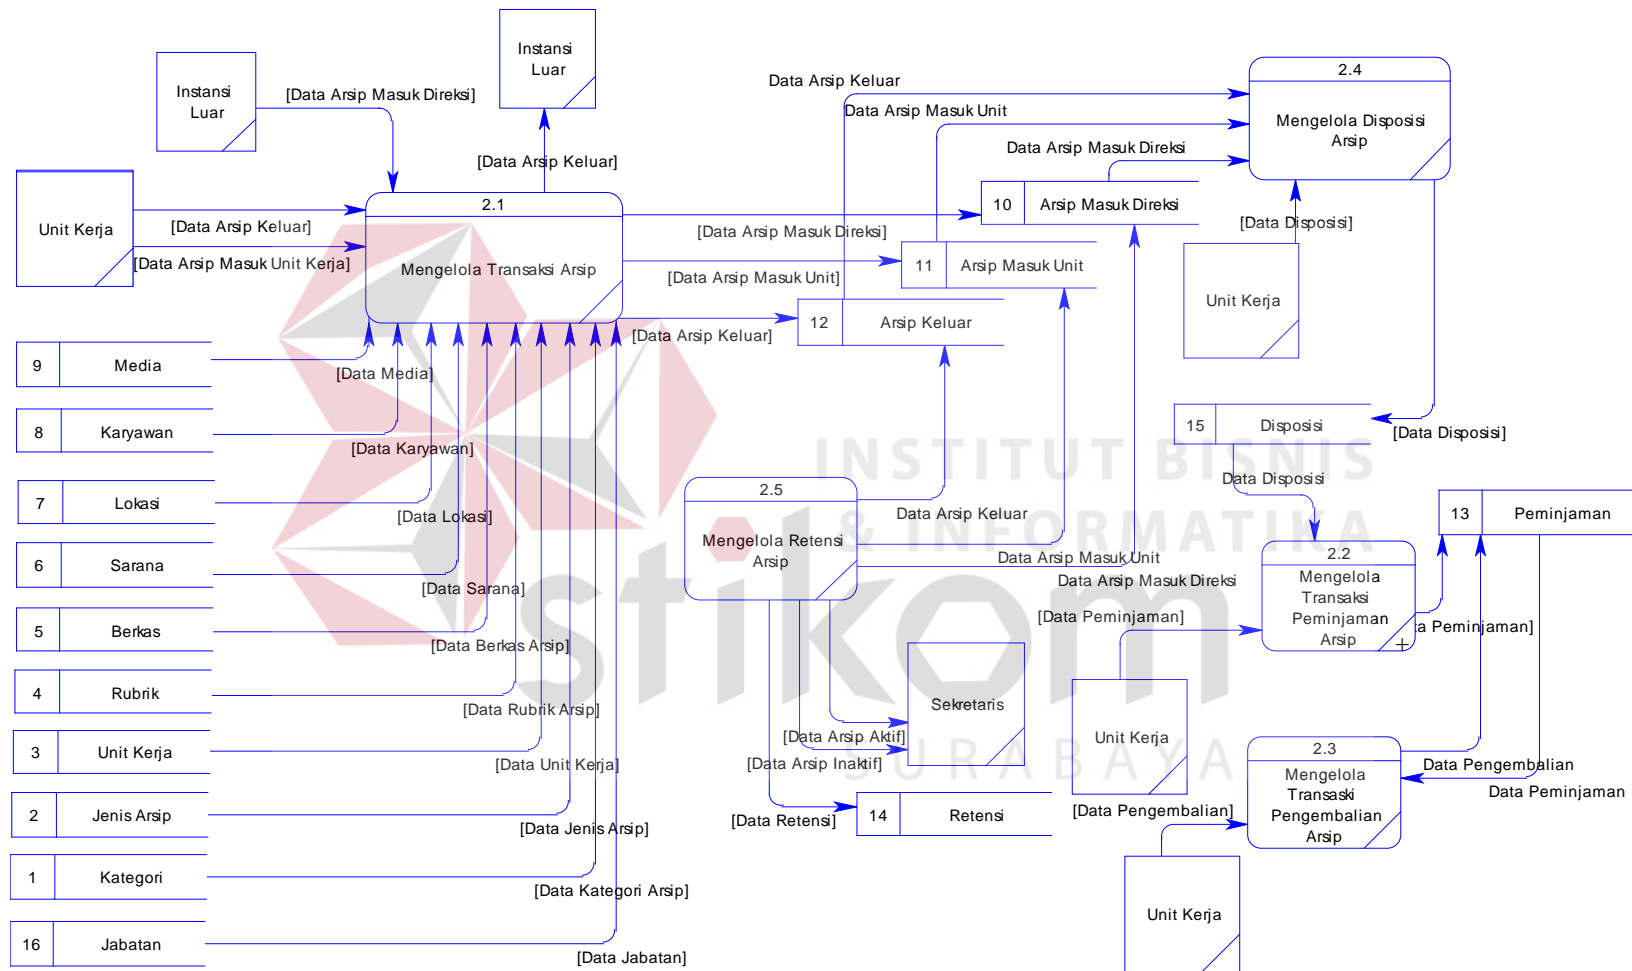 Instansi
Luar
Instansi
Luar
[Data Arsip Masuk Direksi]
[Data Arsip Keluar]
Unit Kerja
[Data Arsip Keluar]
[Data Arsip Masuk Unit Kerja]
2.1
Mengelola Transaksi Arsip
[Data Arsip Masuk Direksi]
[Data Arsip Masuk Unit]
[Data Arsip Keluar]
Data Arsip Keluar
Data Arsip Masuk Unit
Data Arsip Masuk Direksi
2.4
Mengelola Disposisi
Arsip
10 Arsip Masuk Direksi
11 Arsip Masuk Unit
12 Arsip Keluar
[Data Disposisi]
Unit Kerja
9 Media
[Data Media]
8 Karyawan
[Data Karyawan]
7 Lokasi
[Data Lokasi]
6 Sarana
[Data Sarana]
5 Berkas
[Data Berkas Arsip]
4 Rubrik
[Data Rubrik Arsip]
3 Unit Kerja
[Data Unit Kerja]
2 Jenis Arsip
[Data Jenis Arsip]
1 Kategori
[Data Kategori Arsip]
16 Jabatan
[Data Jabatan]
15 Disposisi
[Data Disposisi]
Data Disposisi
2.5
Mengelola Retensi
Arsip
Data Arsip Keluar
Data Arsip Masuk Unit
Data Arsip Masuk Direksi
13 Peminjaman
2.2
Mengelola
Transaksi
Peminjaman
Arsip
[Data Peminjaman]
ta Peminjaman]
Sekretaris
[Data Arsip Aktif]
[Data Arsip Inaktif]
[Data Retensi]
14 Retensi
Unit Kerja
2.3
Mengelola
Transaski
Pengembalian
Arsip
Data Pengembalian
Data Peminjaman
[Data Pengembalian]
Unit Kerja
INSTITUT BISNIS
& INFORMATIKA
stikom
SURABAYA